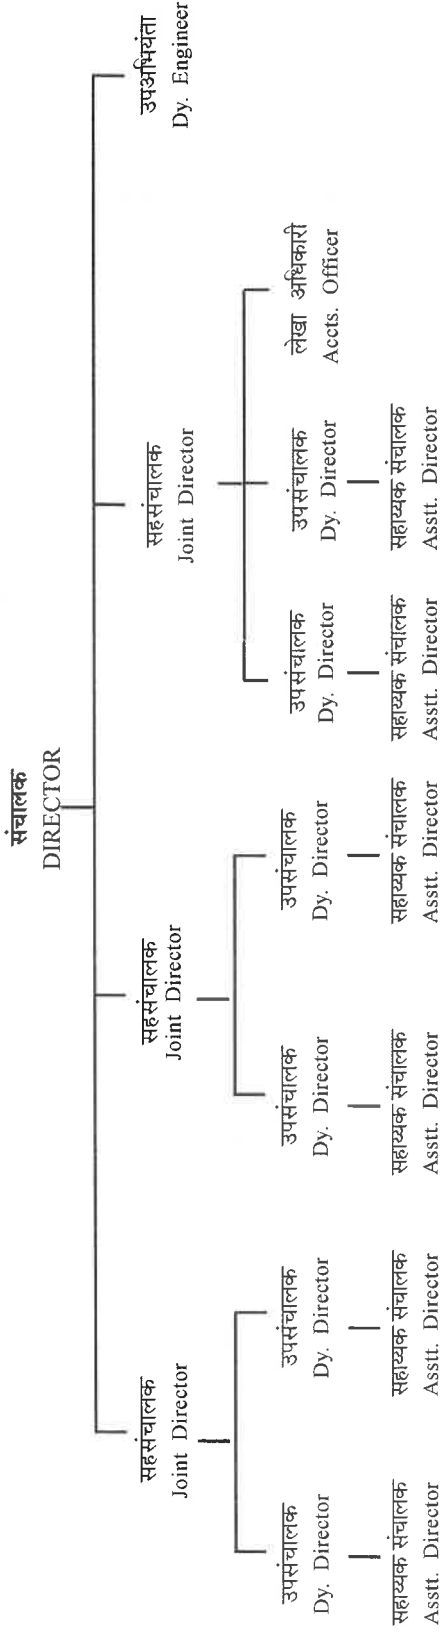 संचालक
DIRECTOR
सहसंचालक
Joint Director
सहसंचालक
Joint Director
सहसंचालक
Joint Director
उपअभियंता
Dy. Engineer
उपसंचालक
Dy. Director
उपसंचालक
Dy. Director
उपसंचालक
Dy. Director
उपसंचालक
Dy. Director
उपसंचालक
Dy. Director
उपसंचालक
Dy. Director
लेखा अधिकारी
Accts. Officer
सहाय्यक संचालक
Asstt. Director
सहाय्यक संचालक
Asstt. Director
सहाय्यक संचालक
Asstt. Director
सहाय्यक संचालक
Asstt. Director
सहाय्यक संचालक
Asstt. Director
सहाय्यक संचालक
Asstt. Director